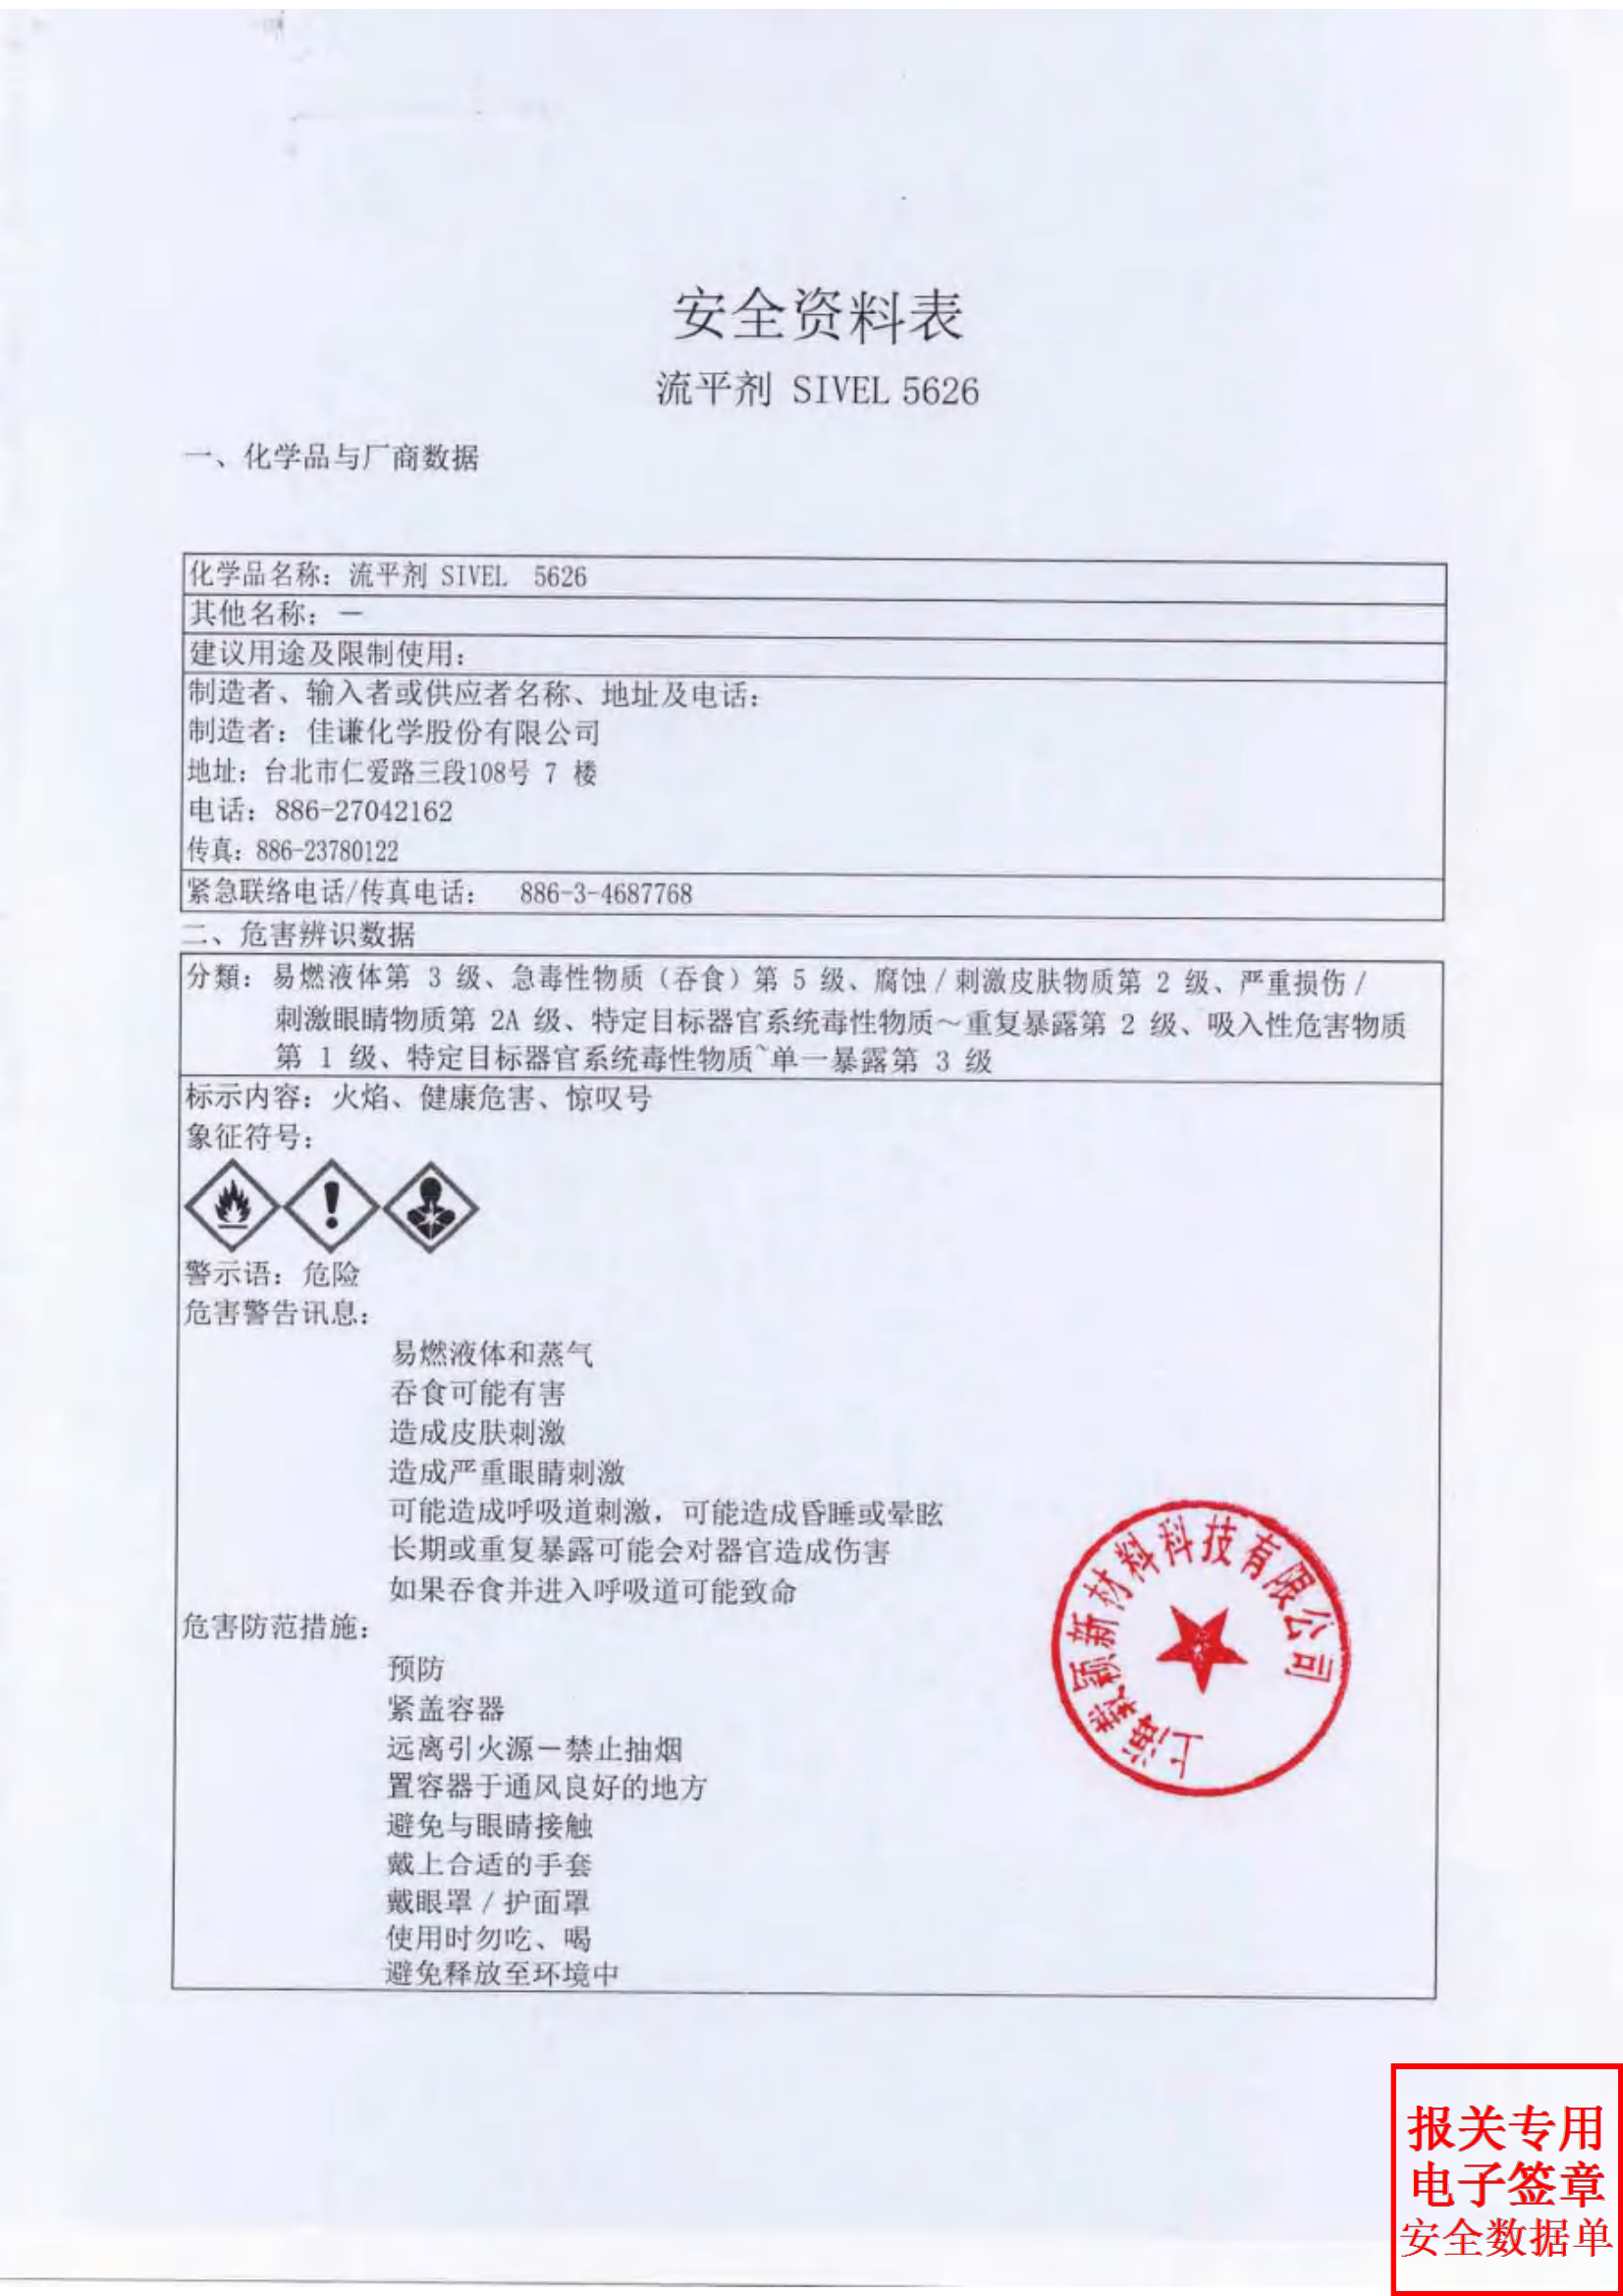 安全资料表
流平剂 SIVEL 5626
一、化学品与厂商数据
化学品名称：流平剂 SIVEL 5626
其他名称：－
建议用途及限制使用：
制造者、输入者或供应者名称、地址及电话：
制造者：佳谦化学股份有限公司
地址：台北市仁爱路三段108号 7 楼
电话：886-27042162
传真：886-23780122
紧急联络电话/传真电话： 886-3-4687768
二、危害辨识数据
分類：易燃液体第 3 级、急毒性物质（吞食）第 5 级、腐蚀 / 刺激皮肤物质第 2 级、严重损伤 /
刺激眼睛物质第 2A 级、特定目标器官系统毒性物质～重复暴露第 2 级、吸入性危害物质
第 1 级、特定目标器官系统毒性物质~单一暴露第 3 级
标示内容：火焰、健康危害、惊叹号
象征符号：
警示语：危险
危害警告讯息：
易燃液体和蒸气
吞食可能有害
造成皮肤刺激
造成严重眼睛刺激
可能造成呼吸道刺激，可能造成昏睡或晕眩
长期或重复暴露可能会对器官造成伤害
如果吞食并进入呼吸道可能致命
危害防范措施：
预防
紧盖容器
远离引火源－禁止抽烟
置容器于通风良好的地方
避免与眼睛接触
戴上合适的手套
戴眼罩 / 护面罩
使用时勿吃、喝
避免释放至环境中
上海 新材料科技有限公司
报关专用
电子签章
安全数据单